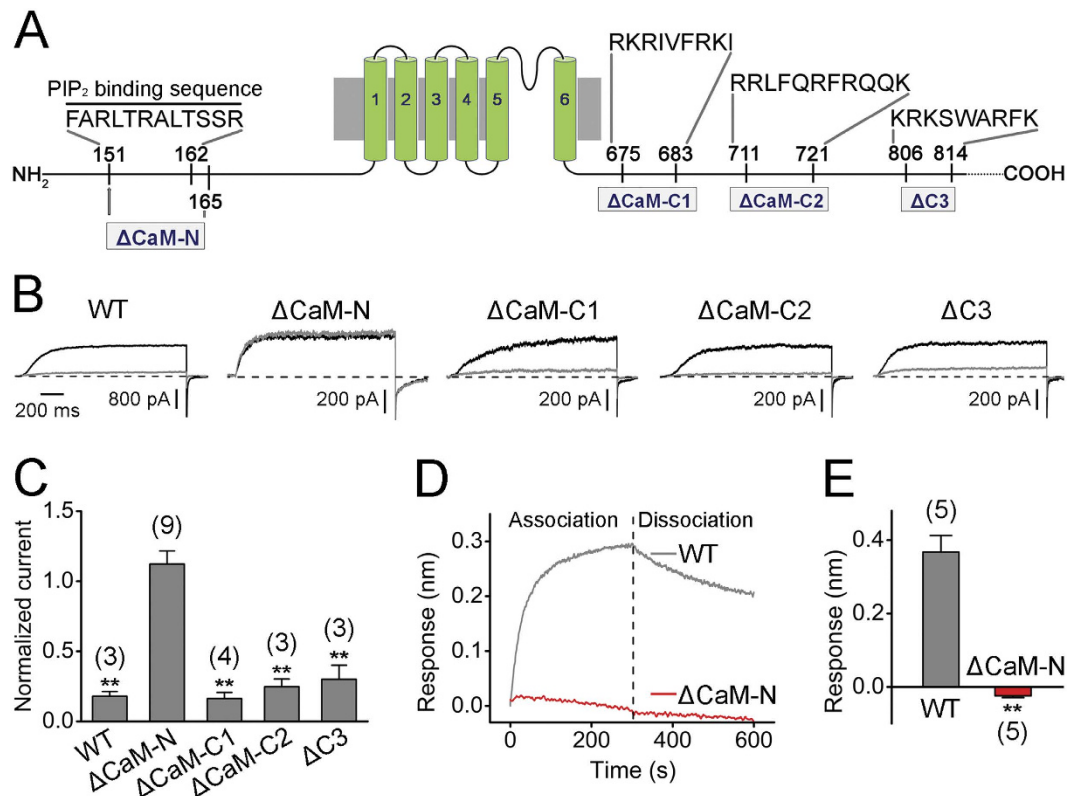 A
RKRIVFRKI
RRLFQRFRQQK
PIP₂ binding sequence
FARLTRALTSSR
KRKSWARFK
1 2 3 4 5 6
151 162 675 683 711 721 806 814
NH₂ COOH
165
ΔCaM-N ΔCaM-C1 ΔCaM-C2 ΔC3
B
WT ΔCaM-N ΔCaM-C1 ΔCaM-C2 ΔC3
200 ms 800 pA 200 pA 200 pA 200 pA 200 pA
C
Normalized current
1.5
1.0
0.5
0.0
(3) (9) (4) (3) (3)
** ** ** **
WT ΔCaM-N ΔCaM-C1 ΔCaM-C2 ΔC3
D
Association Dissociation
Response (nm)
0.3
0.2
0.1
0.0
WT
ΔCaM-N
0 200 400 600
Time (s)
E
Response (nm)
0.4
0.2
0.0
(5)
WT
ΔCaM-N
**
(5)